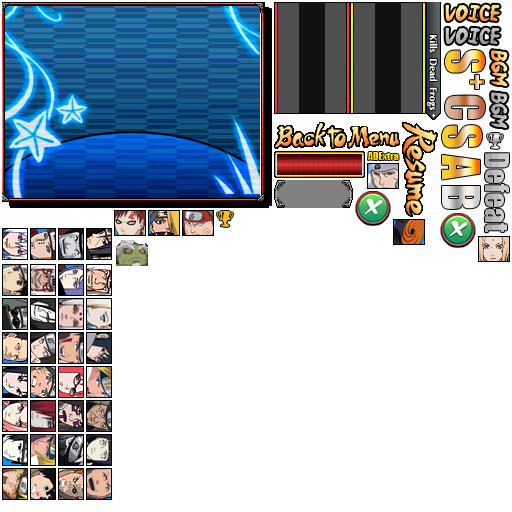 VOICE
VOICE
BGM
BGM
Kills Dead Frogs
S+
C
S
A
B
Defeat
Back to Menu
Resume
ADExtra